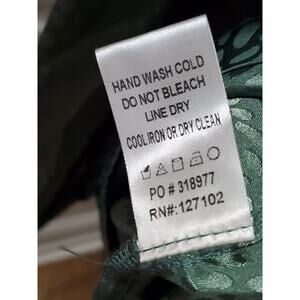 HAND WASH COLD
DO NOT BLEACH
LINE DRY
COOL IRON OR DRY CLEAN
PO # 318977
RN#: 127102